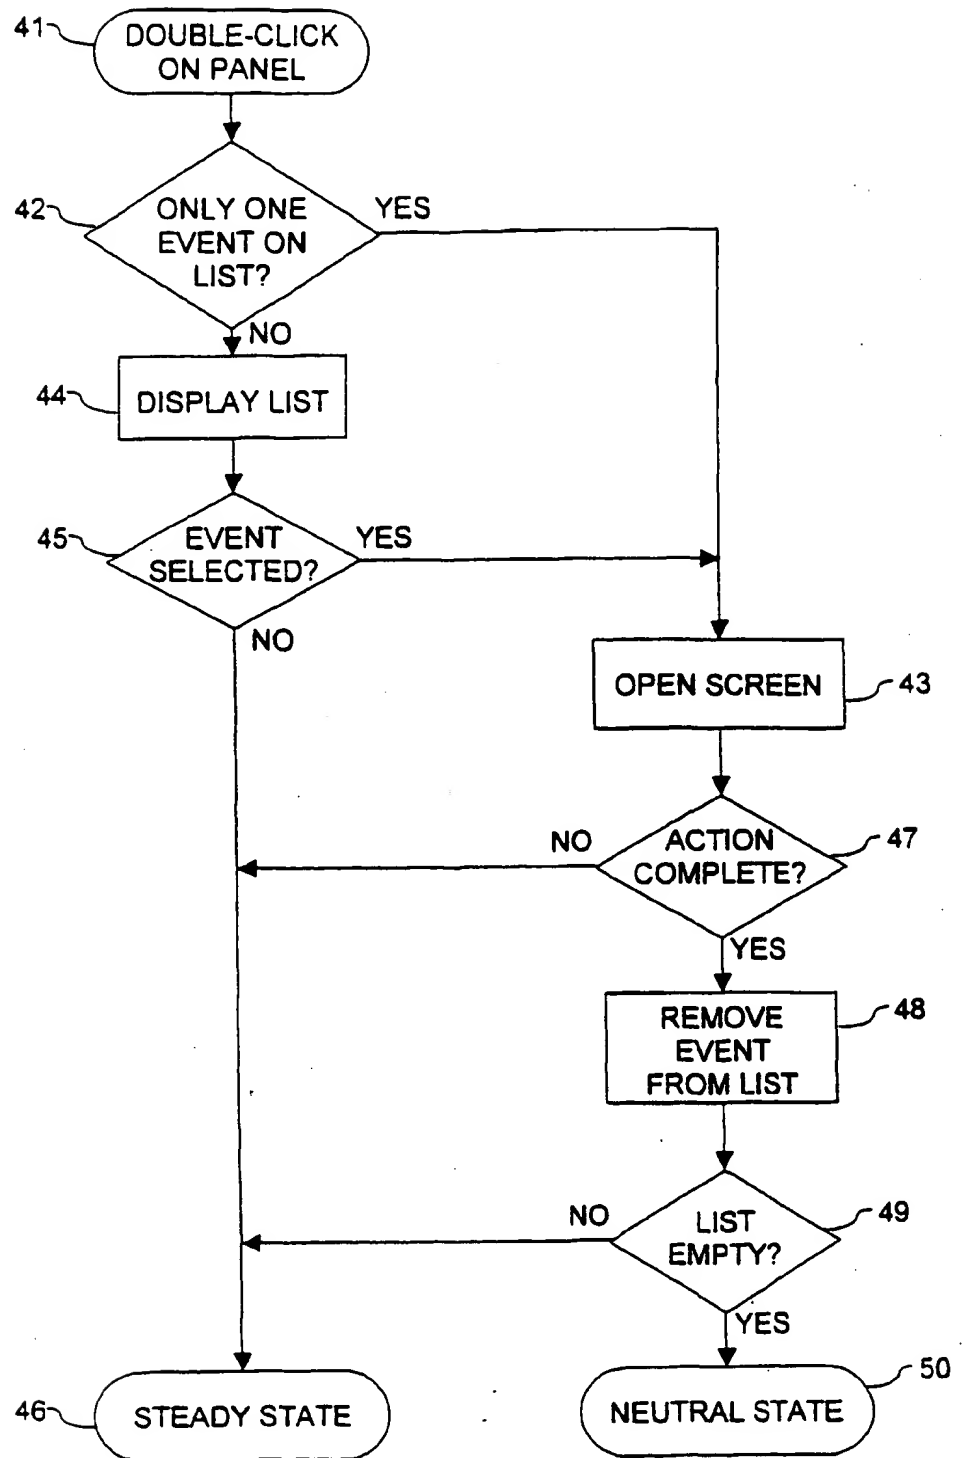 41
DOUBLE-CLICK
ON PANEL
42
ONLY ONE
EVENT ON
LIST?
YES
NO
44
DISPLAY LIST
45
EVENT
SELECTED?
YES
NO
OPEN SCREEN
43
NO
ACTION
COMPLETE?
47
YES
REMOVE
EVENT
FROM LIST
48
NO
LIST
EMPTY?
49
YES
46
STEADY STATE
NEUTRAL STATE
50